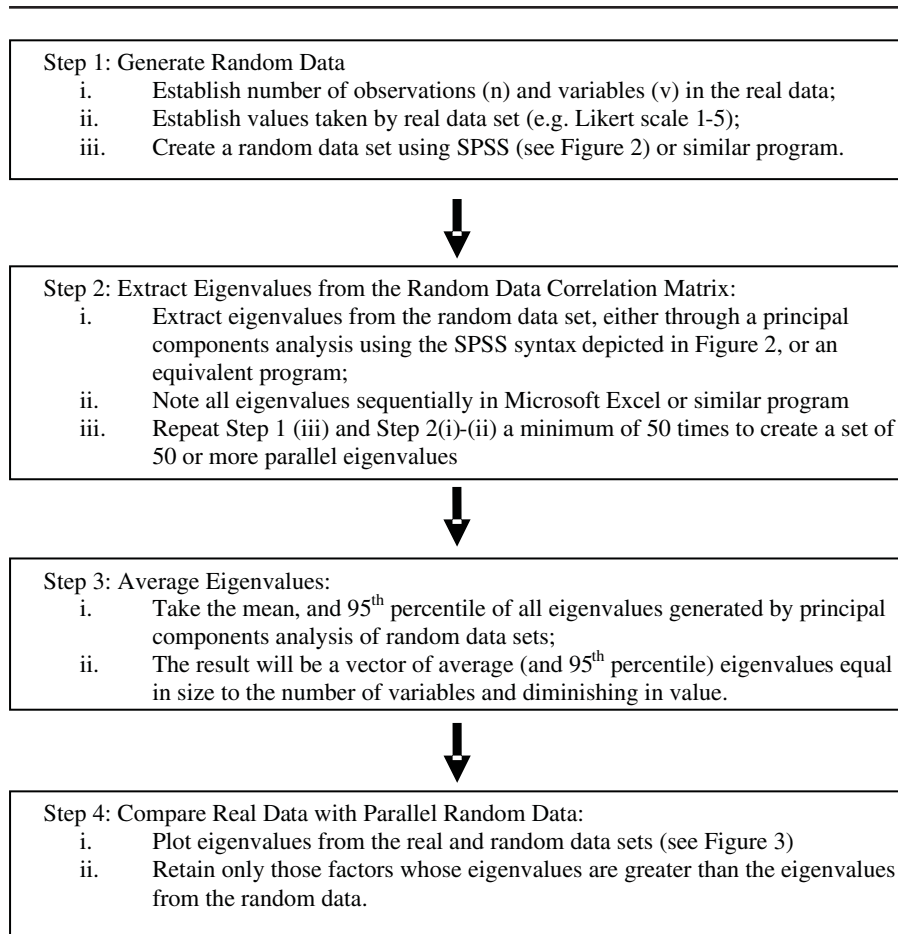 Step 1: Generate Random Data
i. Establish number of observations (n) and variables (v) in the real data;
ii. Establish values taken by real data set (e.g. Likert scale 1-5);
iii. Create a random data set using SPSS (see Figure 2) or similar program.
Step 2: Extract Eigenvalues from the Random Data Correlation Matrix:
i. Extract eigenvalues from the random data set, either through a principal
components analysis using the SPSS syntax depicted in Figure 2, or an
equivalent program;
ii. Note all eigenvalues sequentially in Microsoft Excel or similar program
iii. Repeat Step 1 (iii) and Step 2(i)-(ii) a minimum of 50 times to create a set of
50 or more parallel eigenvalues
Step 3: Average Eigenvalues:
i. Take the mean, and 95th percentile of all eigenvalues generated by principal
components analysis of random data sets;
ii. The result will be a vector of average (and 95th percentile) eigenvalues equal
in size to the number of variables and diminishing in value.
Step 4: Compare Real Data with Parallel Random Data:
i. Plot eigenvalues from the real and random data sets (see Figure 3)
ii. Retain only those factors whose eigenvalues are greater than the eigenvalues
from the random data.